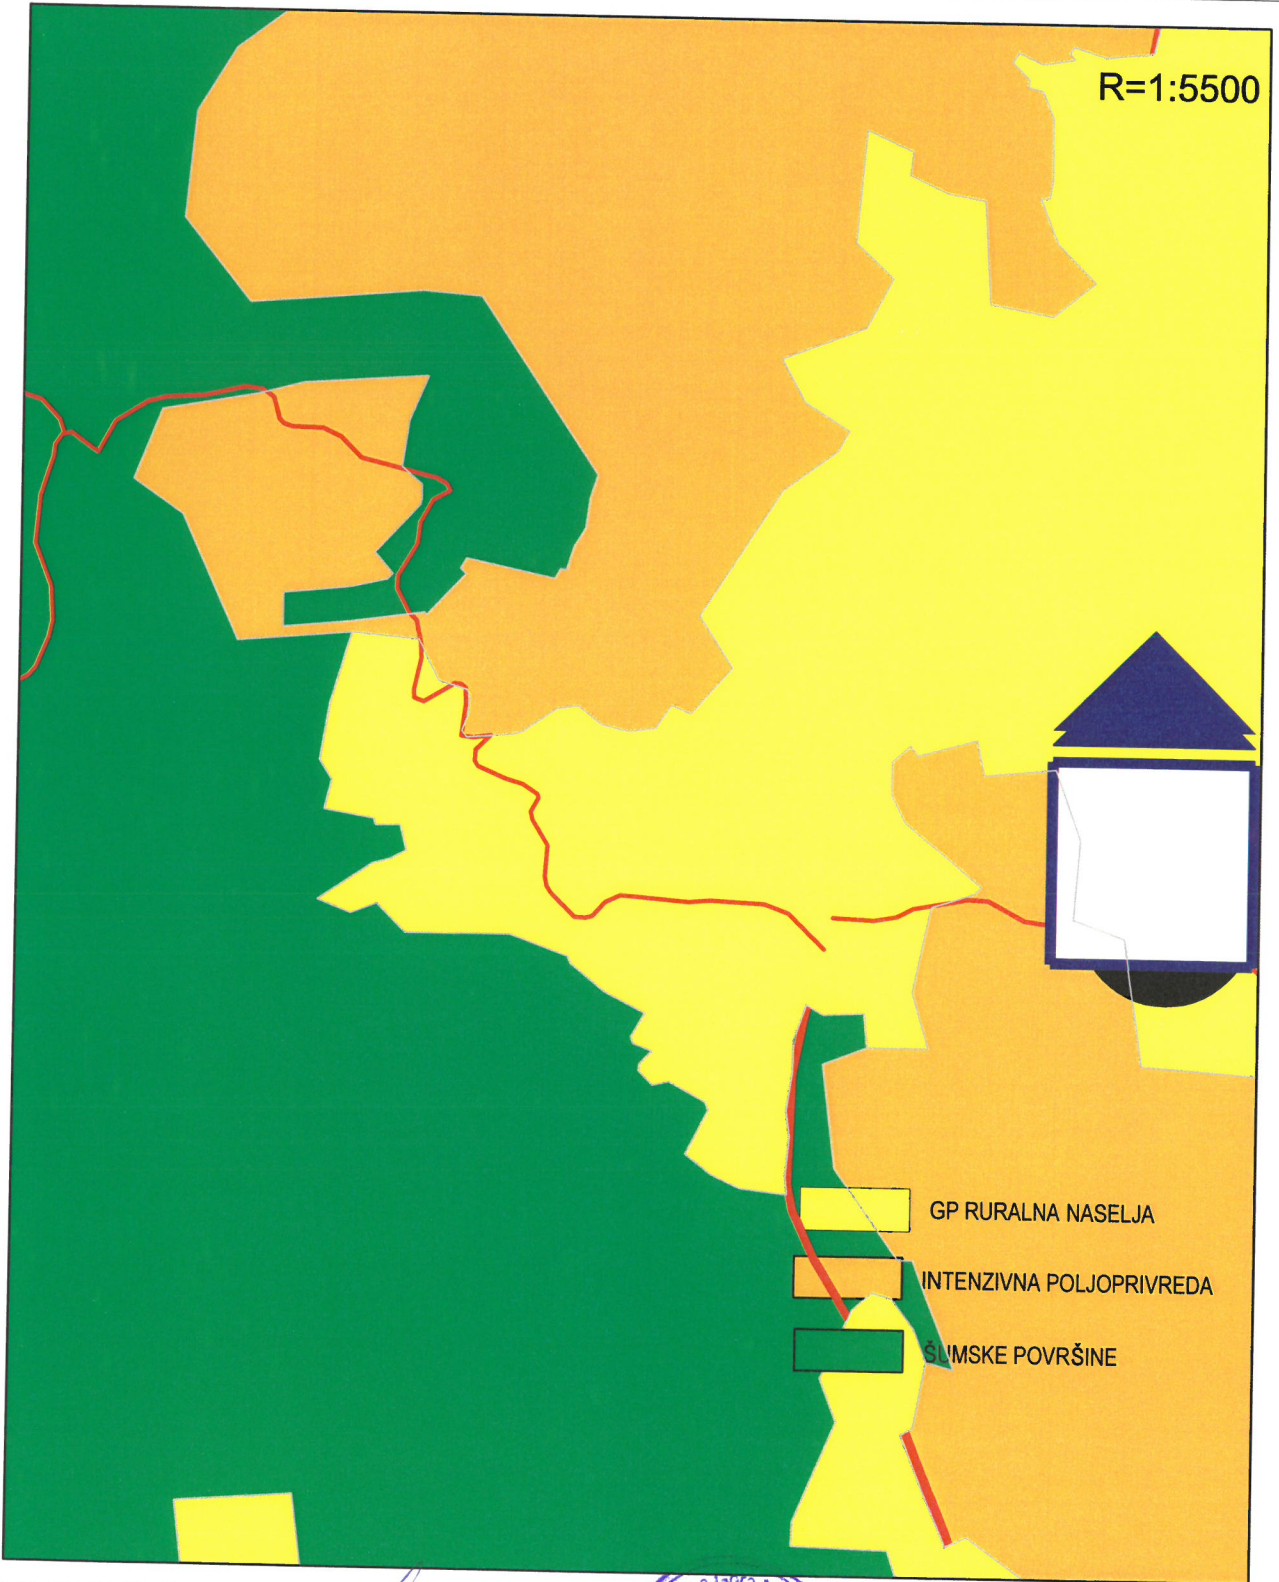 R=1:5500
GP RURALNA NASELJA
INTENZIVNA POLJOPRIVREDA
ŠUMSKE POVRŠINE